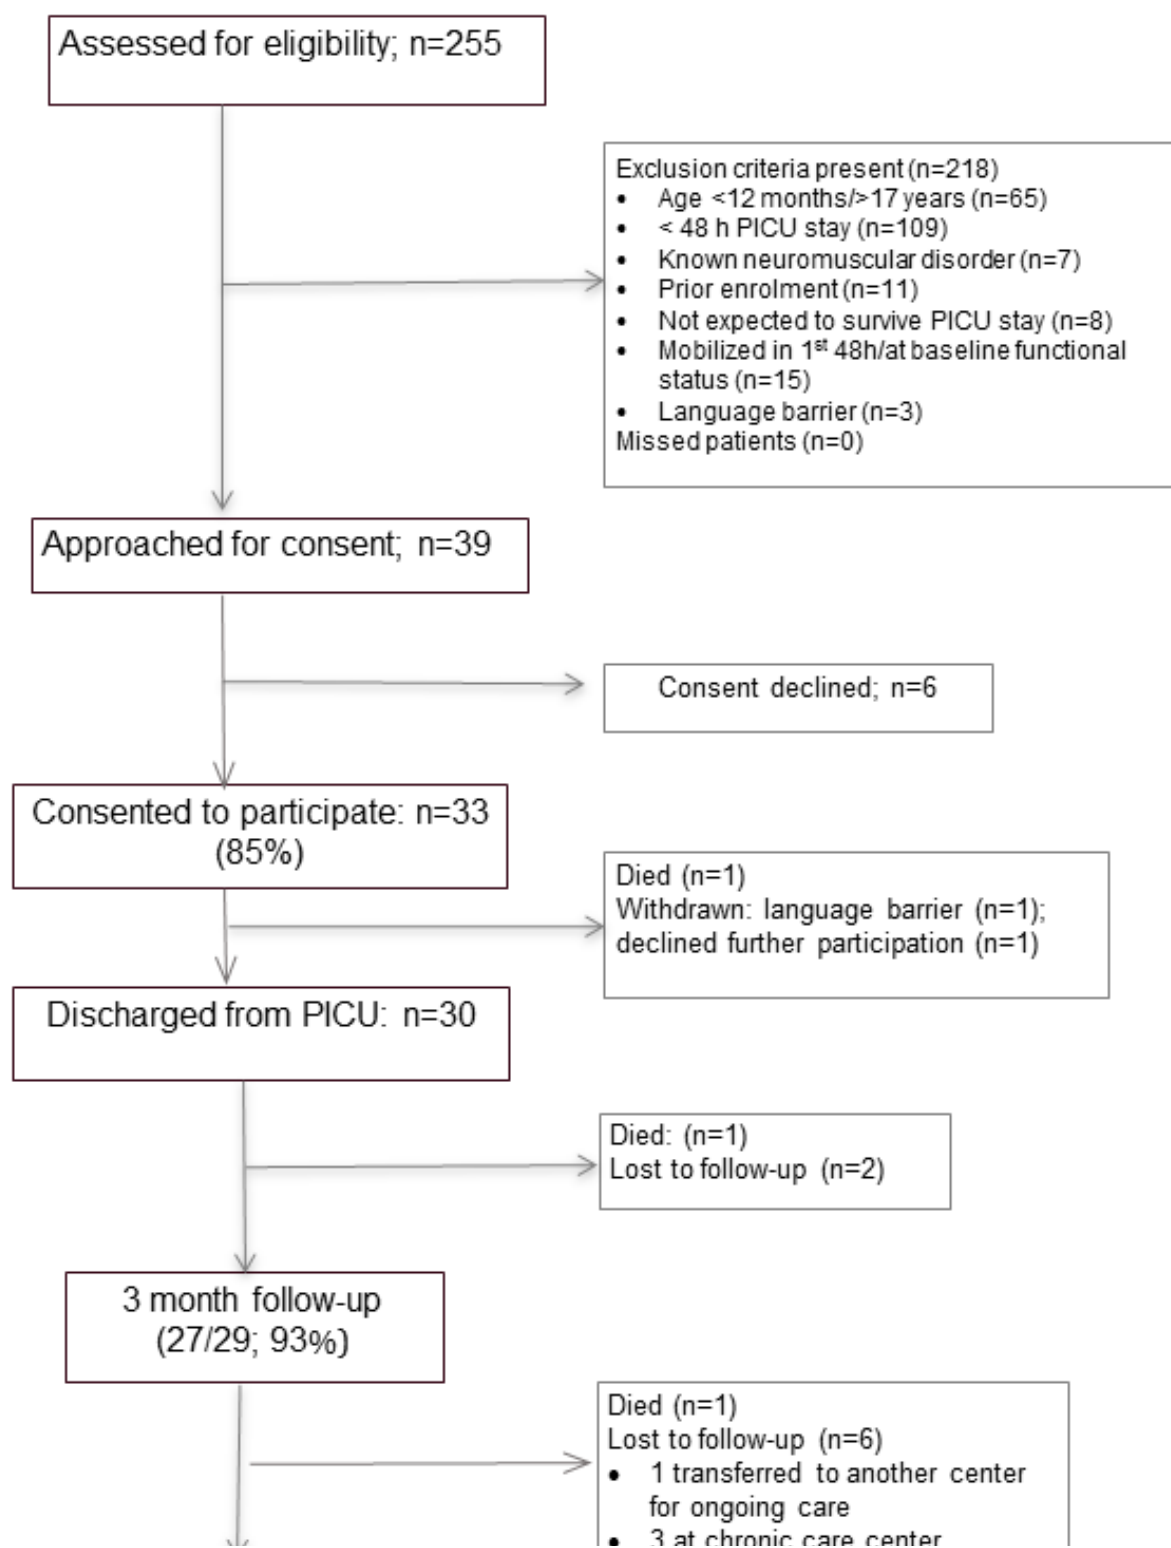 Assessed for eligibility; n=255
Exclusion criteria present (n=218)
• Age <12 months/>17 years (n=65)
• < 48 h PICU stay (n=109)
• Known neuromuscular disorder (n=7)
• Prior enrolment (n=11)
• Not expected to survive PICU stay (n=8)
• Mobilized in 1st 48h/at baseline functional
status (n=15)
• Language barrier (n=3)
Missed patients (n=0)
Approached for consent; n=39
Consent declined; n=6
Consented to participate: n=33
(85%)
Died (n=1)
Withdrawn: language barrier (n=1);
declined further participation (n=1)
Discharged from PICU: n=30
Died: (n=1)
Lost to follow-up (n=2)
3 month follow-up
(27/29; 93%)
Died (n=1)
Lost to follow-up (n=6)
• 1 transferred to another center
for ongoing care
• 3 at chronic care center